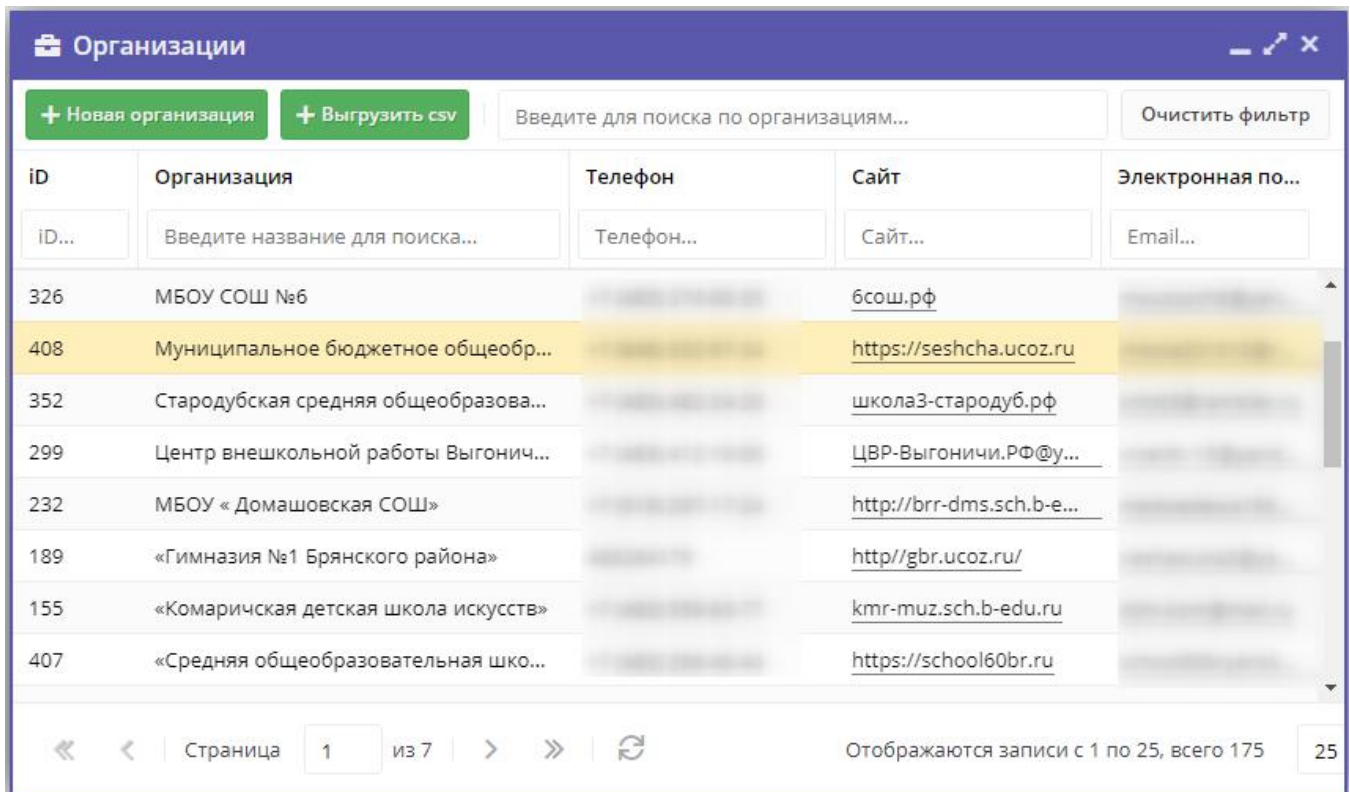 Организации
+ Новая организация + Выгрузить csv Введите для поиска по организациям... Очистить фильтр
iD Организация Телефон Сайт Электронная по...
iD... Введите название для поиска... Телефон... Сайт... Email...
326 МБОУ СОШ №6 6сош.рф
408 Муниципальное бюджетное общеобр... https://seshcha.ucoz.ru
352 Стародубская средняя общеобразова... школа3-стародуб.рф
299 Центр внешкольной работы Выгонич... ЦВР-Выгоничи.РФ@y...
232 МБОУ « Домашовская СОШ» http://brr-dms.sch.b-e...
189 «Гимназия №1 Брянского района» http//gbr.ucoz.ru/
155 «Комаричская детская школа искусств» kmr-muz.sch.b-edu.ru
407 «Средняя общеобразовательная шко... https://school60br.ru
Страница 1 из 7 Отображаются записи с 1 по 25, всего 175 25